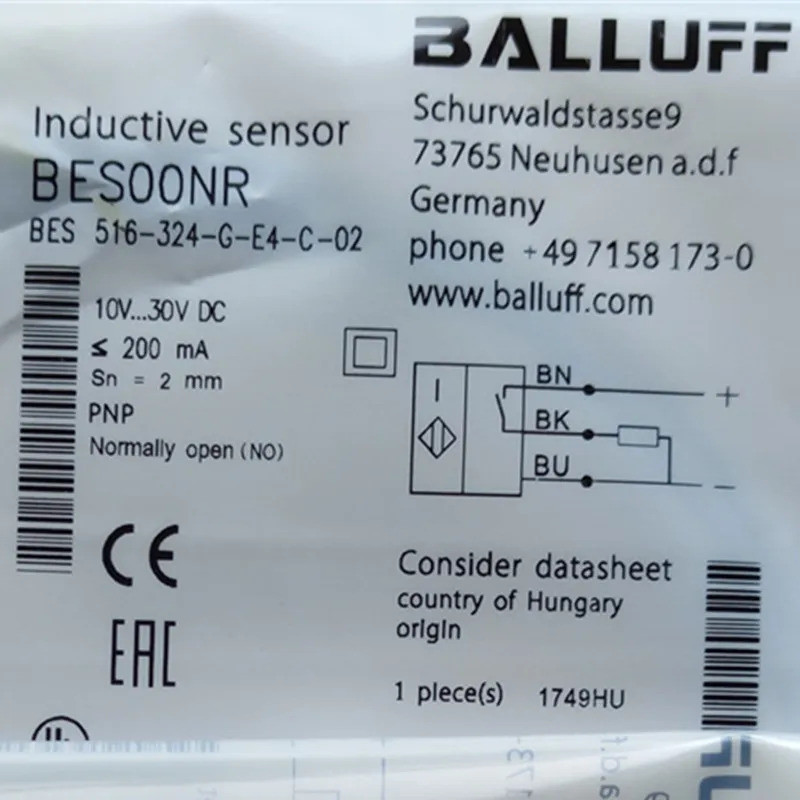 BALLUFF
Inductive sensor
BES00NR
BES 516-324-G-E4-C-02
Schurwaldstasse9
73765 Neuhusen a.d.f
Germany
phone +49 7158 173-0
www.balluff.com
10V...30V DC
≤ 200 mA
Sn = 2 mm
PNP
Normally open (NO)
I
BN
+
BK
BU
-
CE
EAC
Consider datasheet
country of Hungary
origin
1 piece(s) 1749HU
UL